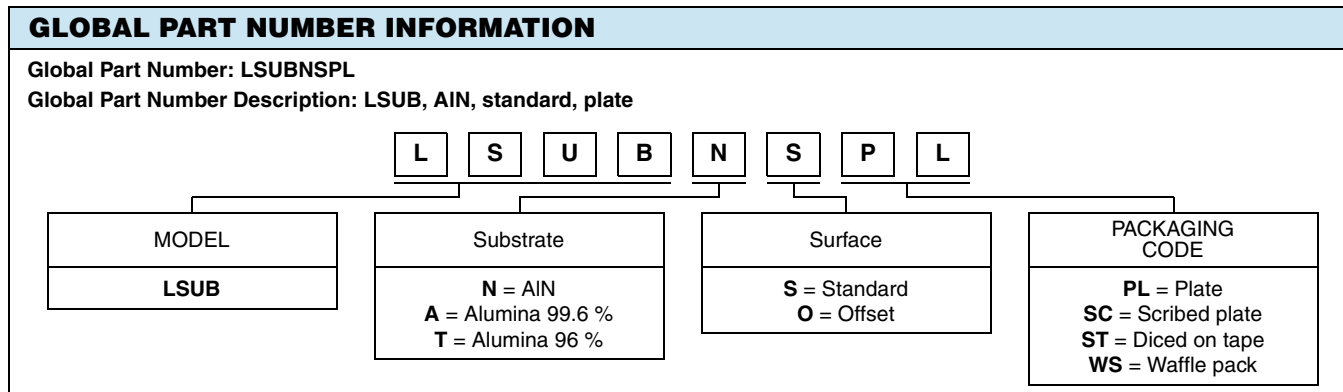 GLOBAL PART NUMBER INFORMATION
Global Part Number: LSUBNSPL
Global Part Number Description: LSUB, AlN, standard, plate
L S U B N S P L
MODEL
LSUB
Substrate
N = AlN
A = Alumina 99.6 %
T = Alumina 96 %
Surface
S = Standard
O = Offset
PACKAGING
CODE
PL = Plate
SC = Scribed plate
ST = Diced on tape
WS = Waffle pack